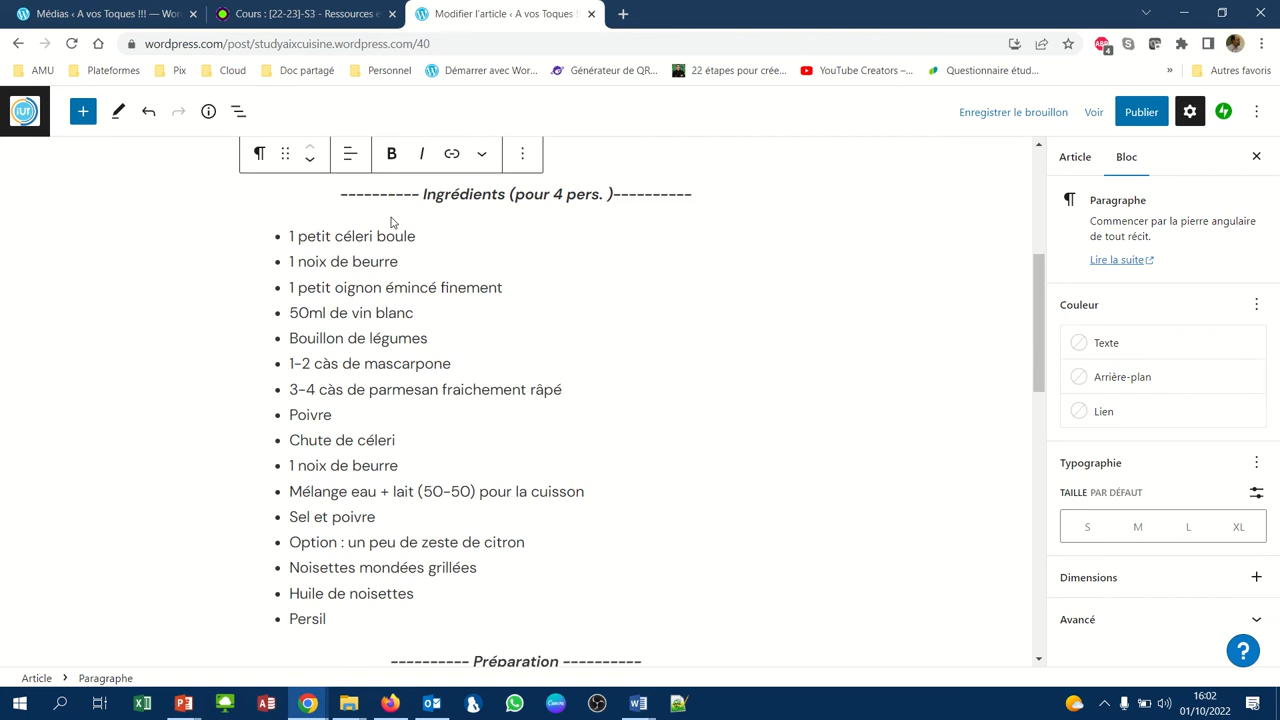 Médias ‹ A vos Toques !!! — Wor
Cours : [22-23]-S3 - Ressources e
Modifier l'article ‹ A vos Toques !
wordpress.com/post/studyaixcuisine.wordpress.com/40
4
AMU
Plateformes
Pix
Cloud
Doc partagé
Personnel
Démarrer avec Wor...
Générateur de QR...
22 étapes pour crée...
YouTube Creators –...
Questionnaire étud...
»
Autres favoris
iUT
Enregistrer le brouillon
Voir
Publier
B
I
---------- Ingrédients (pour 4 pers. )----------
• 1 petit céleri boule
• 1 noix de beurre
• 1 petit oignon émincé finement
• 50ml de vin blanc
• Bouillon de légumes
• 1-2 càs de mascarpone
• 3-4 càs de parmesan fraichement râpé
• Poivre
• Chute de céleri
• 1 noix de beurre
• Mélange eau + lait (50-50) pour la cuisson
• Sel et poivre
• Option : un peu de zeste de citron
• Noisettes mondées grillées
• Huile de noisettes
• Persil
---------- Préparation ----------
Article
Bloc
Paragraphe
Commencer par la pierre angulaire
de tout récit.
Lire la suite
Couleur
Texte
Arrière-plan
Lien
Typographie
TAILLE PAR DÉFAUT
S
M
L
XL
Dimensions
Avancé
?
Article
Paragraphe
16:02
01/10/2022